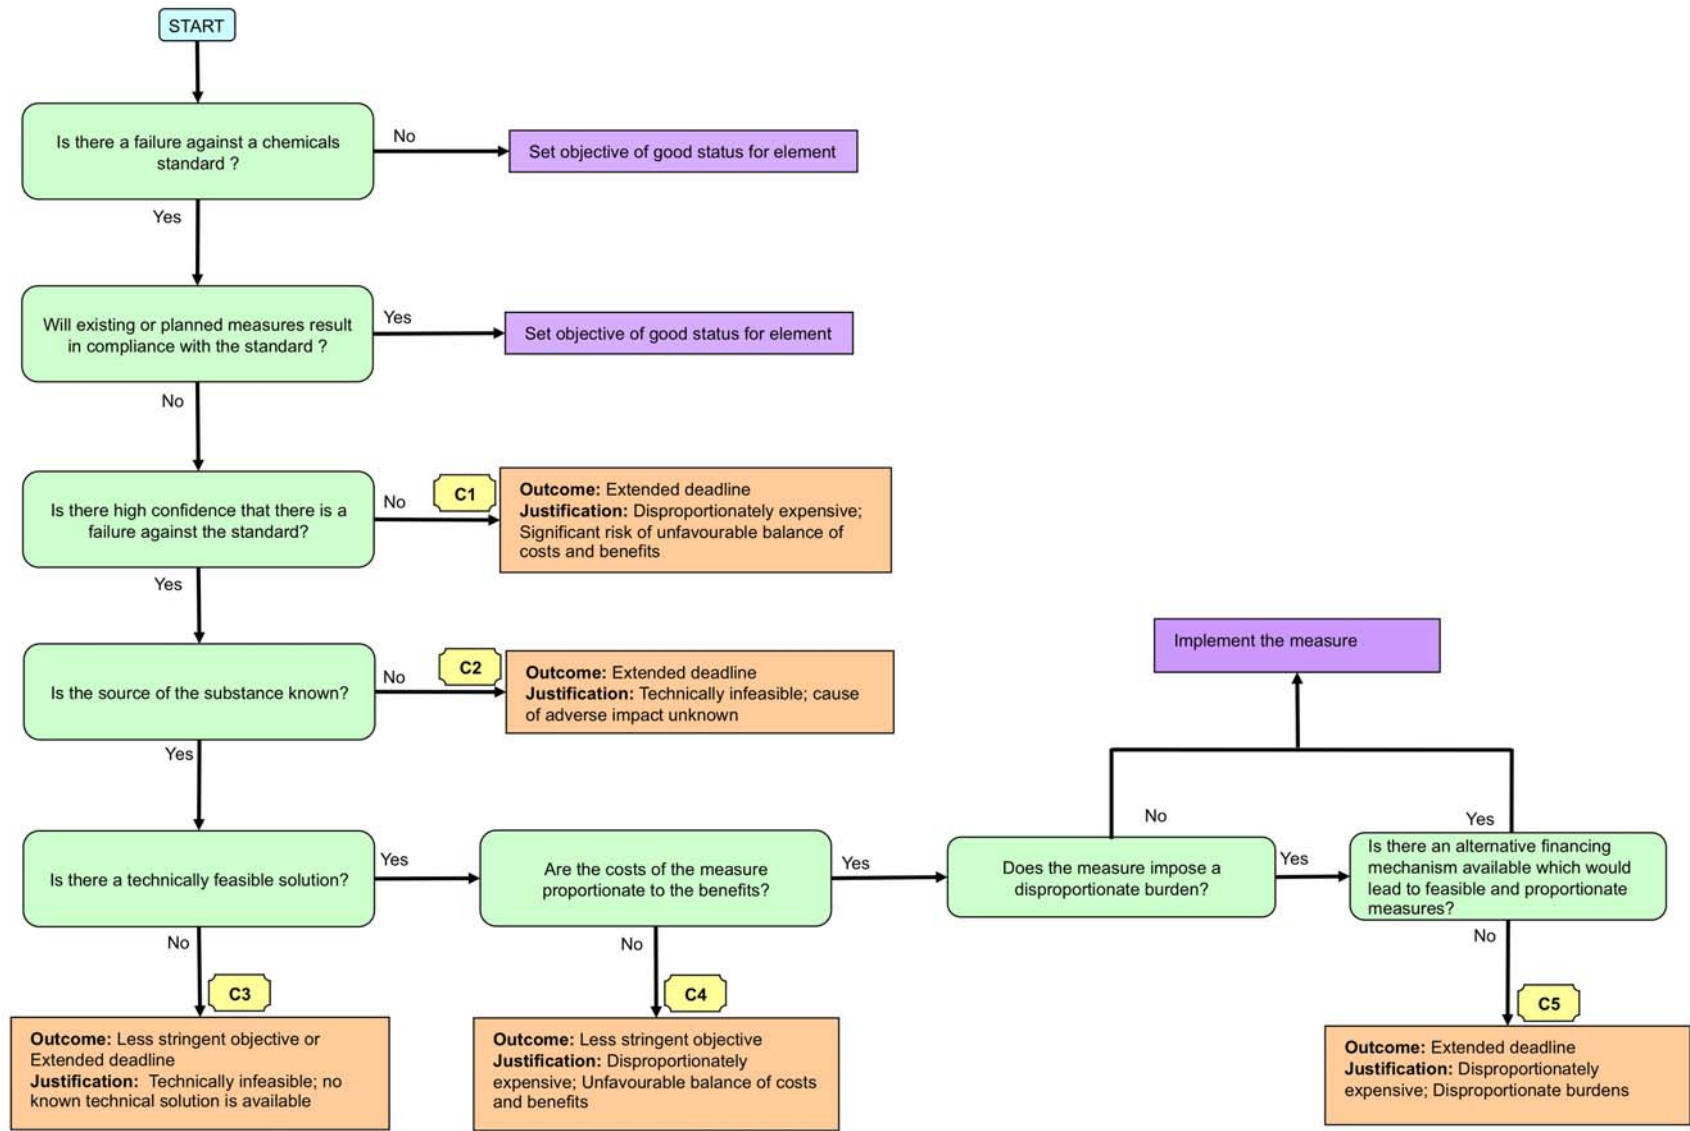 START
Is there a failure against a chemicals
standard ?
No
Set objective of good status for element
Yes
Will existing or planned measures result
in compliance with the standard ?
Yes
Set objective of good status for element
No
Is there high confidence that there is a
failure against the standard?
No
C1
Outcome: Extended deadline
Justification: Disproportionately expensive;
Significant risk of unfavourable balance of
costs and benefits
Yes
Is the source of the substance known?
No
C2
Outcome: Extended deadline
Justification: Technically infeasible; cause
of adverse impact unknown
Implement the measure
Yes
Is there a technically feasible solution?
Yes
Are the costs of the measure
proportionate to the benefits?
Yes
Does the measure impose a
disproportionate burden?
No
Yes
Is there an alternative financing
mechanism available which would
lead to feasible and proportionate
measures?
Yes
No
C3
Outcome: Less stringent objective or
Extended deadline
Justification: Technically infeasible; no
known technical solution is available
No
C4
Outcome: Less stringent objective
Justification: Disproportionately
expensive; Unfavourable balance of costs
and benefits
No
C5
Outcome: Extended deadline
Justification: Disproportionately
expensive; Disproportionate burdens